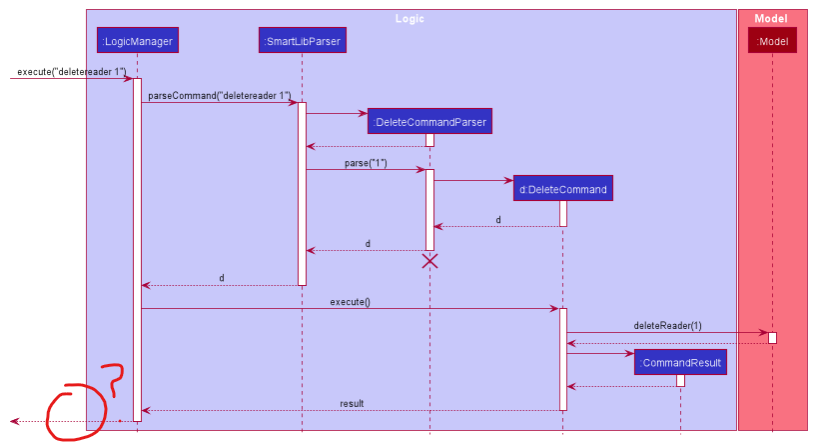 Logic
Model
:LogicManager
:SmartLibParser
:Model
execute("deletereader 1")
parseCommand("deletereader 1")
:DeleteCommandParser
parse("1")
d:DeleteCommand
d
d
d
execute()
deleteReader(1)
:CommandResult
result
?